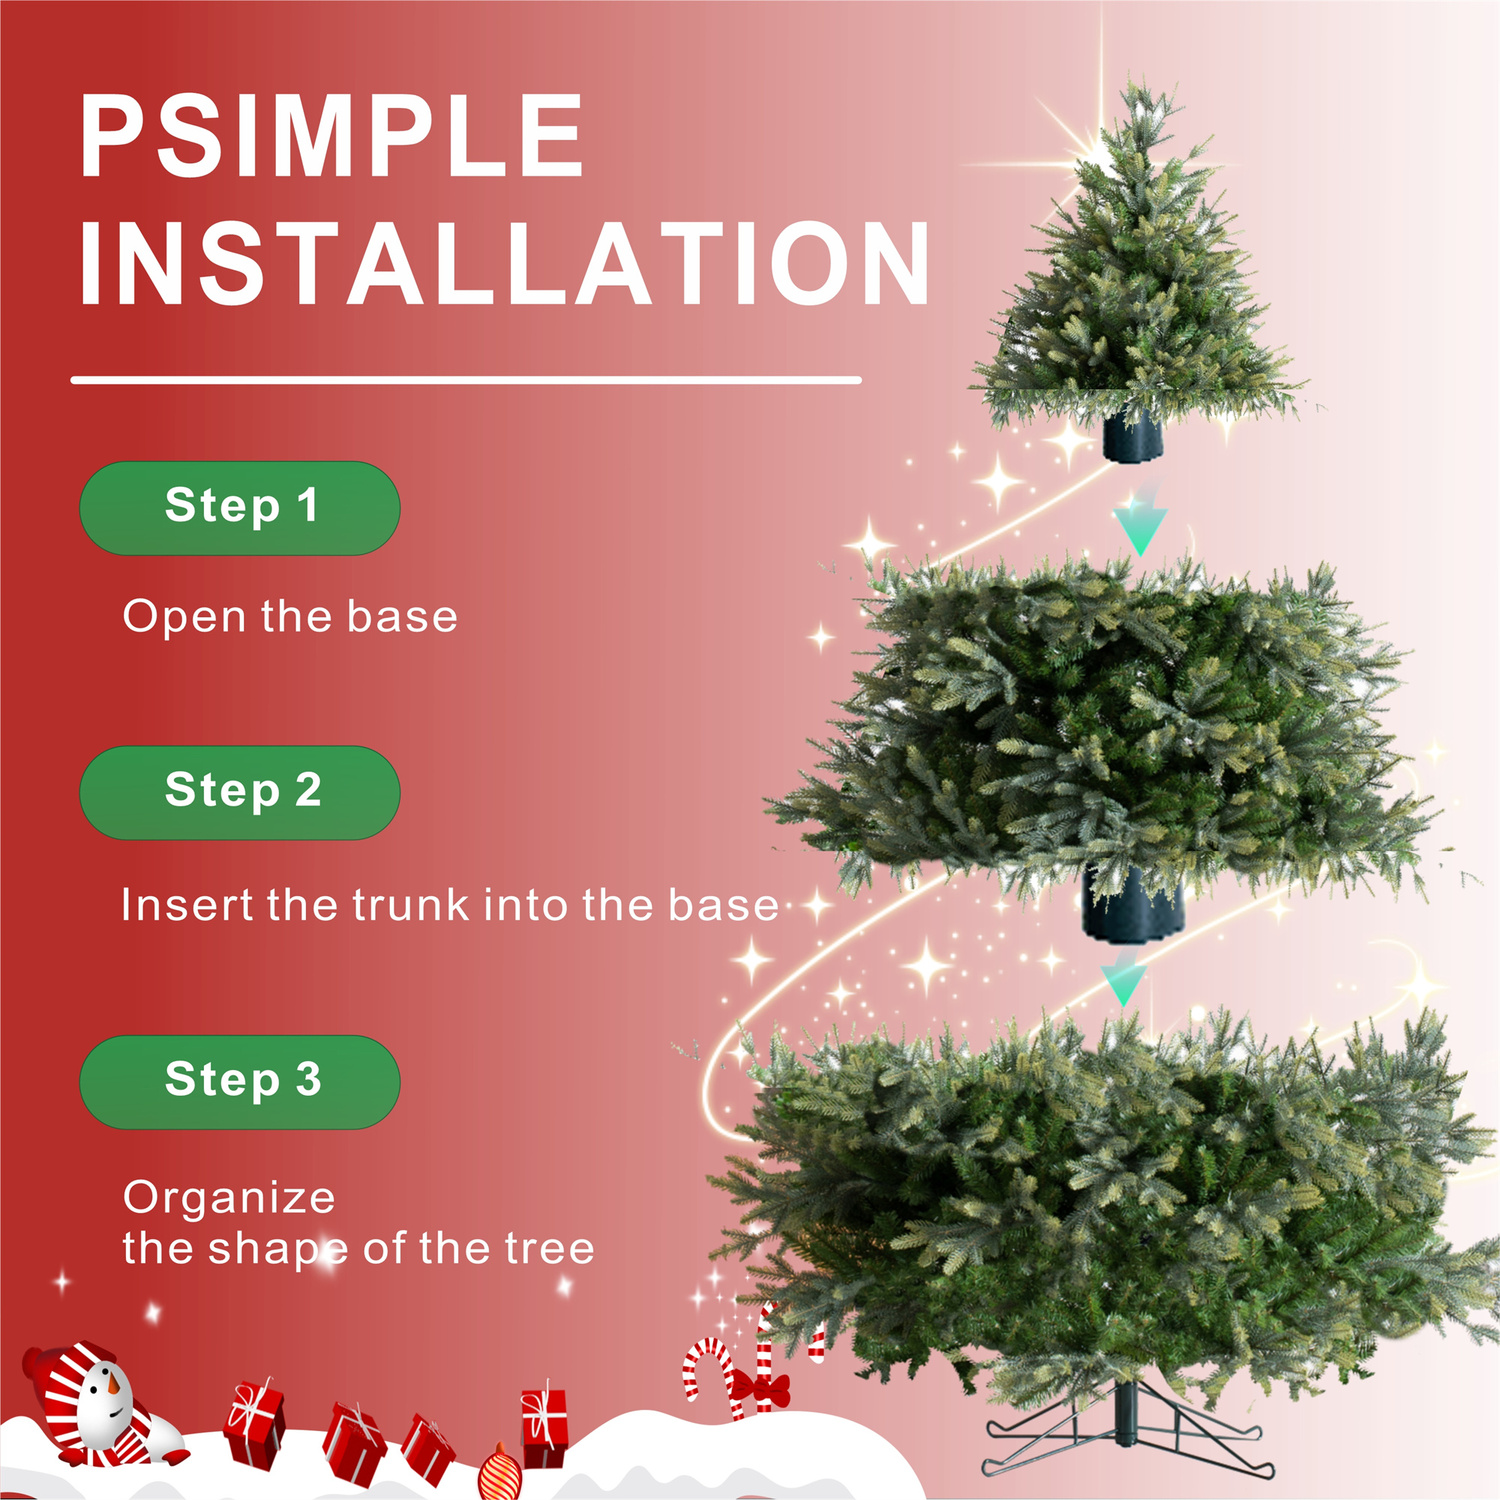 PSIMPLE
INSTALLATION
Step 1
Open the base
Step 2
Insert the trunk into the base
Step 3
Organize
the shape of the tree